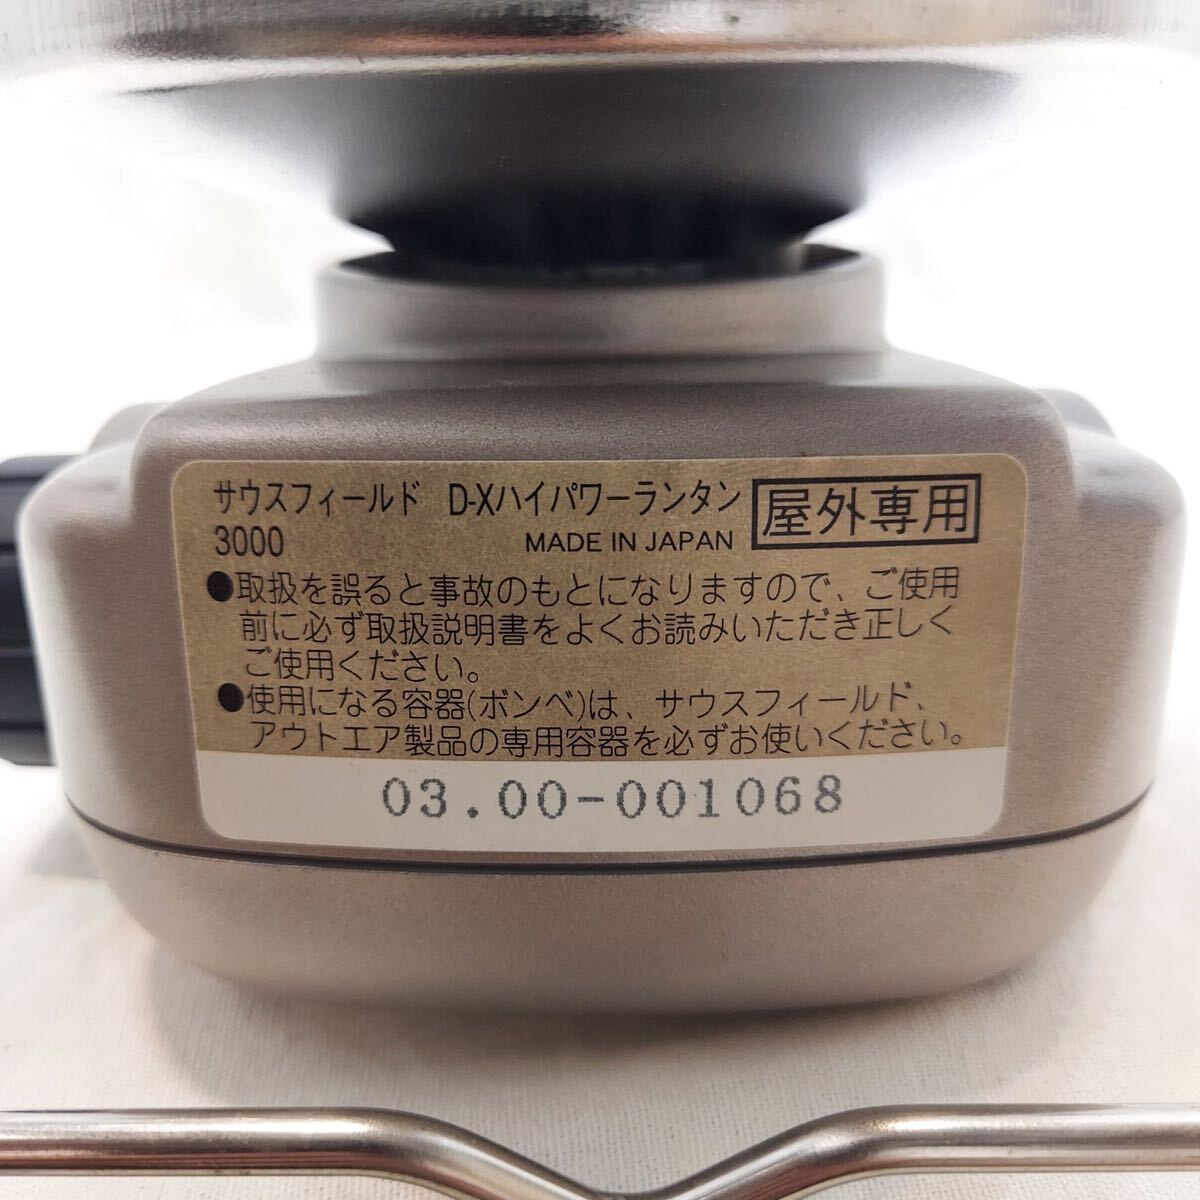 サウスフィールド D-Xハイパワーランタン 屋外専用
3000 MADE IN JAPAN
●取扱を誤ると事故のもとになりますので、ご使用
前に必ず取扱説明書をよくお読みいただき正しく
ご使用ください。
●使用になる容器(ボンベ)は、サウスフィールド、
アウトエア製品の専用容器を必ずお使いください。
03.00-001068